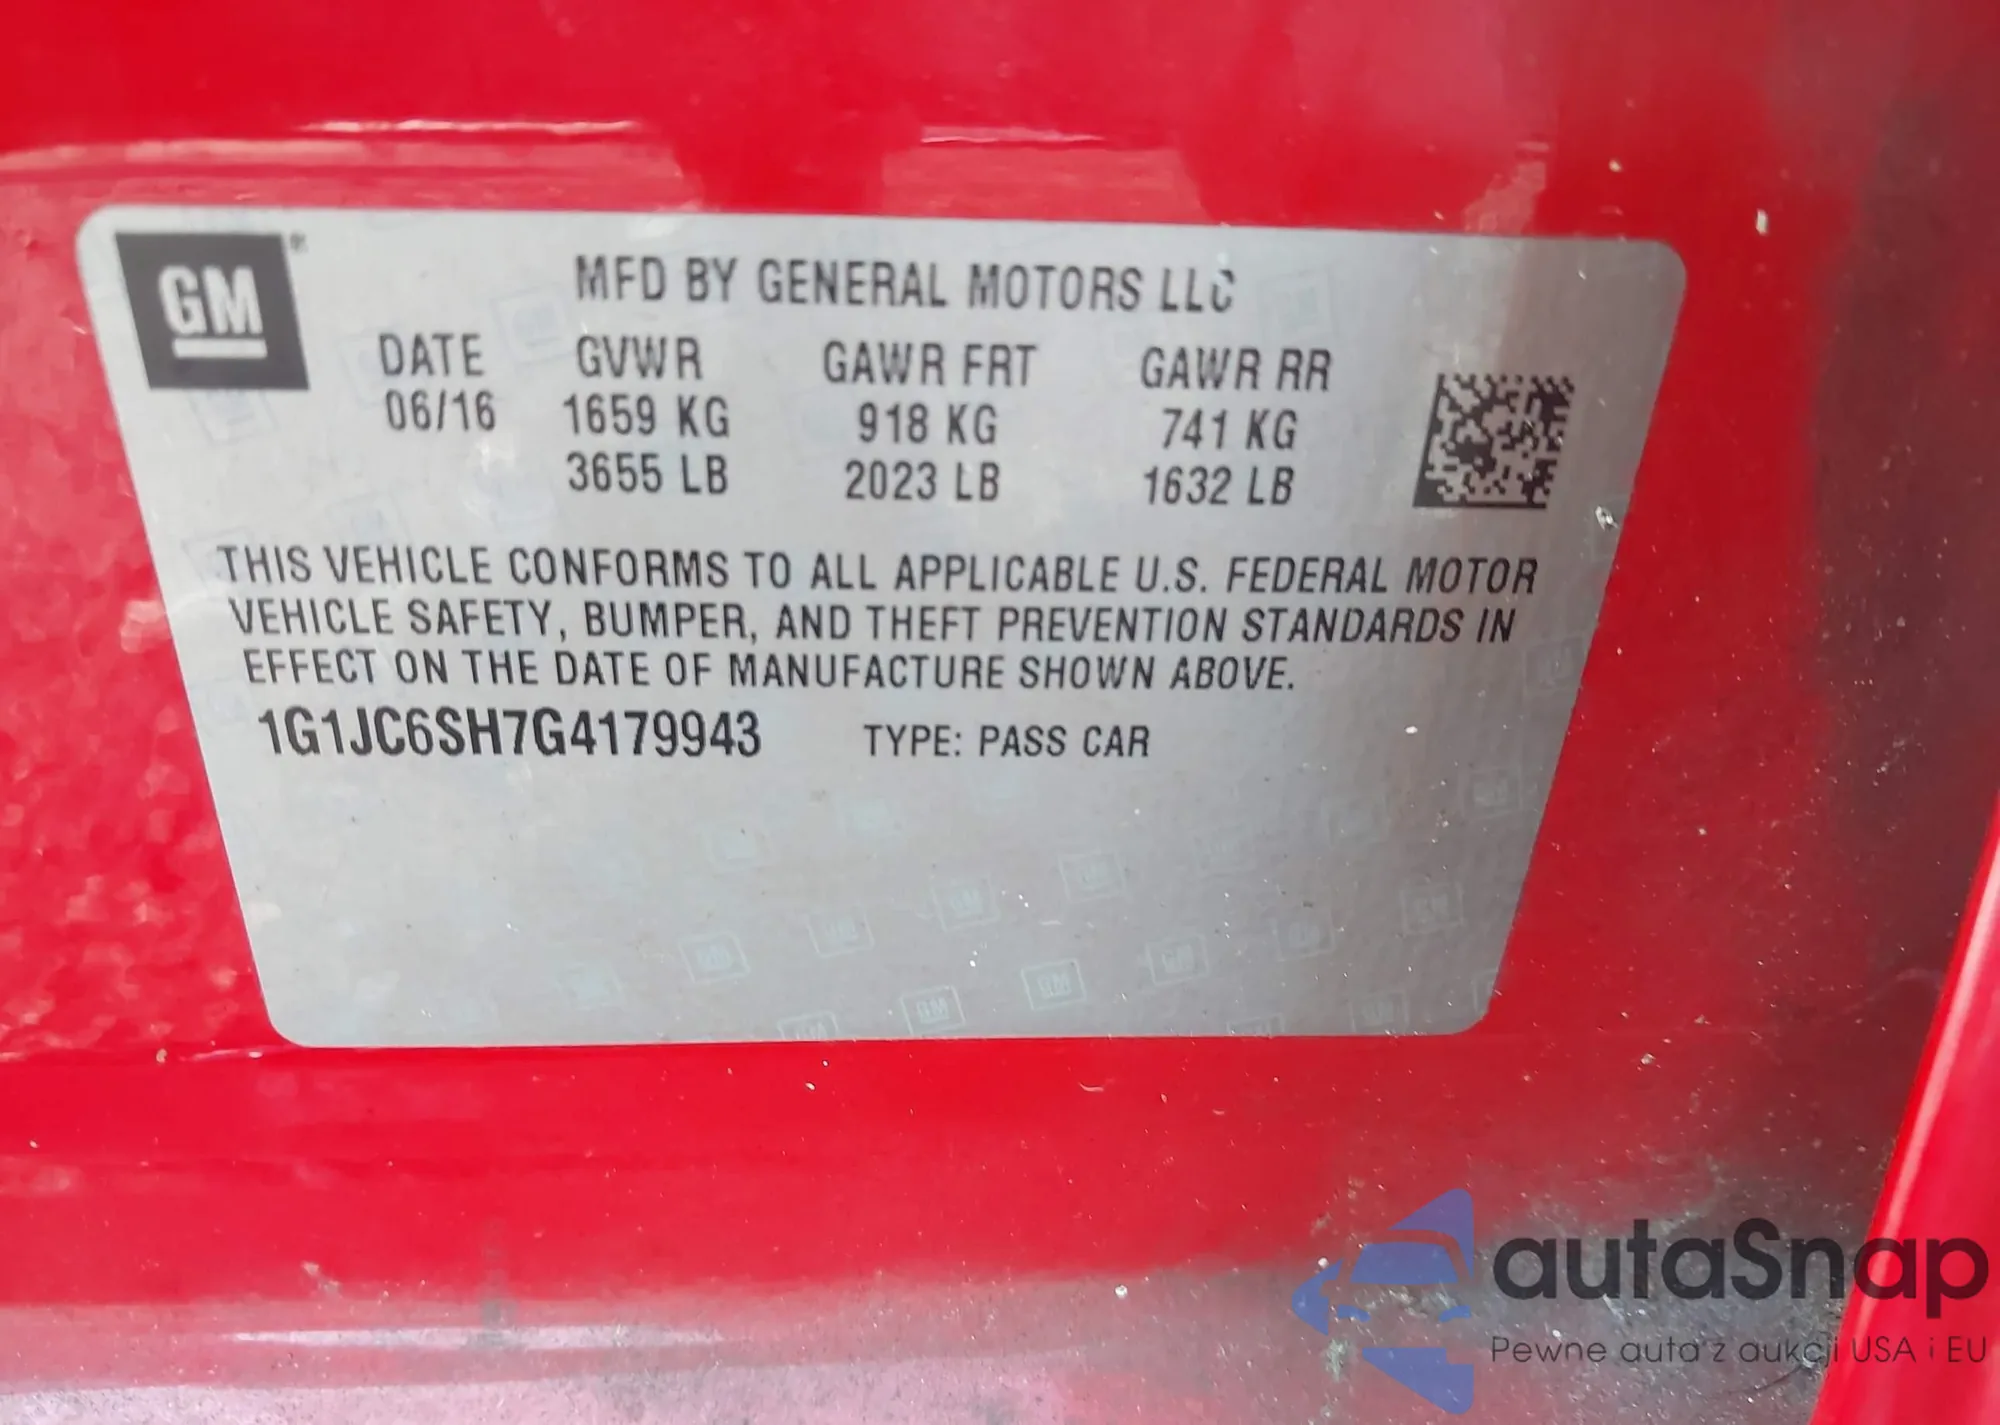 GM
MFD BY GENERAL MOTORS LLC
DATE GVWR GAWR FRT GAWR RR
06/16 1659 KG 918 KG 741 KG
3655 LB 2023 LB 1632 LB
THIS VEHICLE CONFORMS TO ALL APPLICABLE U.S. FEDERAL MOTOR
VEHICLE SAFETY, BUMPER, AND THEFT PREVENTION STANDARDS IN
EFFECT ON THE DATE OF MANUFACTURE SHOWN ABOVE.
1G1JC6SH7G4179943 TYPE: PASS CAR
autaSnap
Pewne auta z aukcji USA i EU